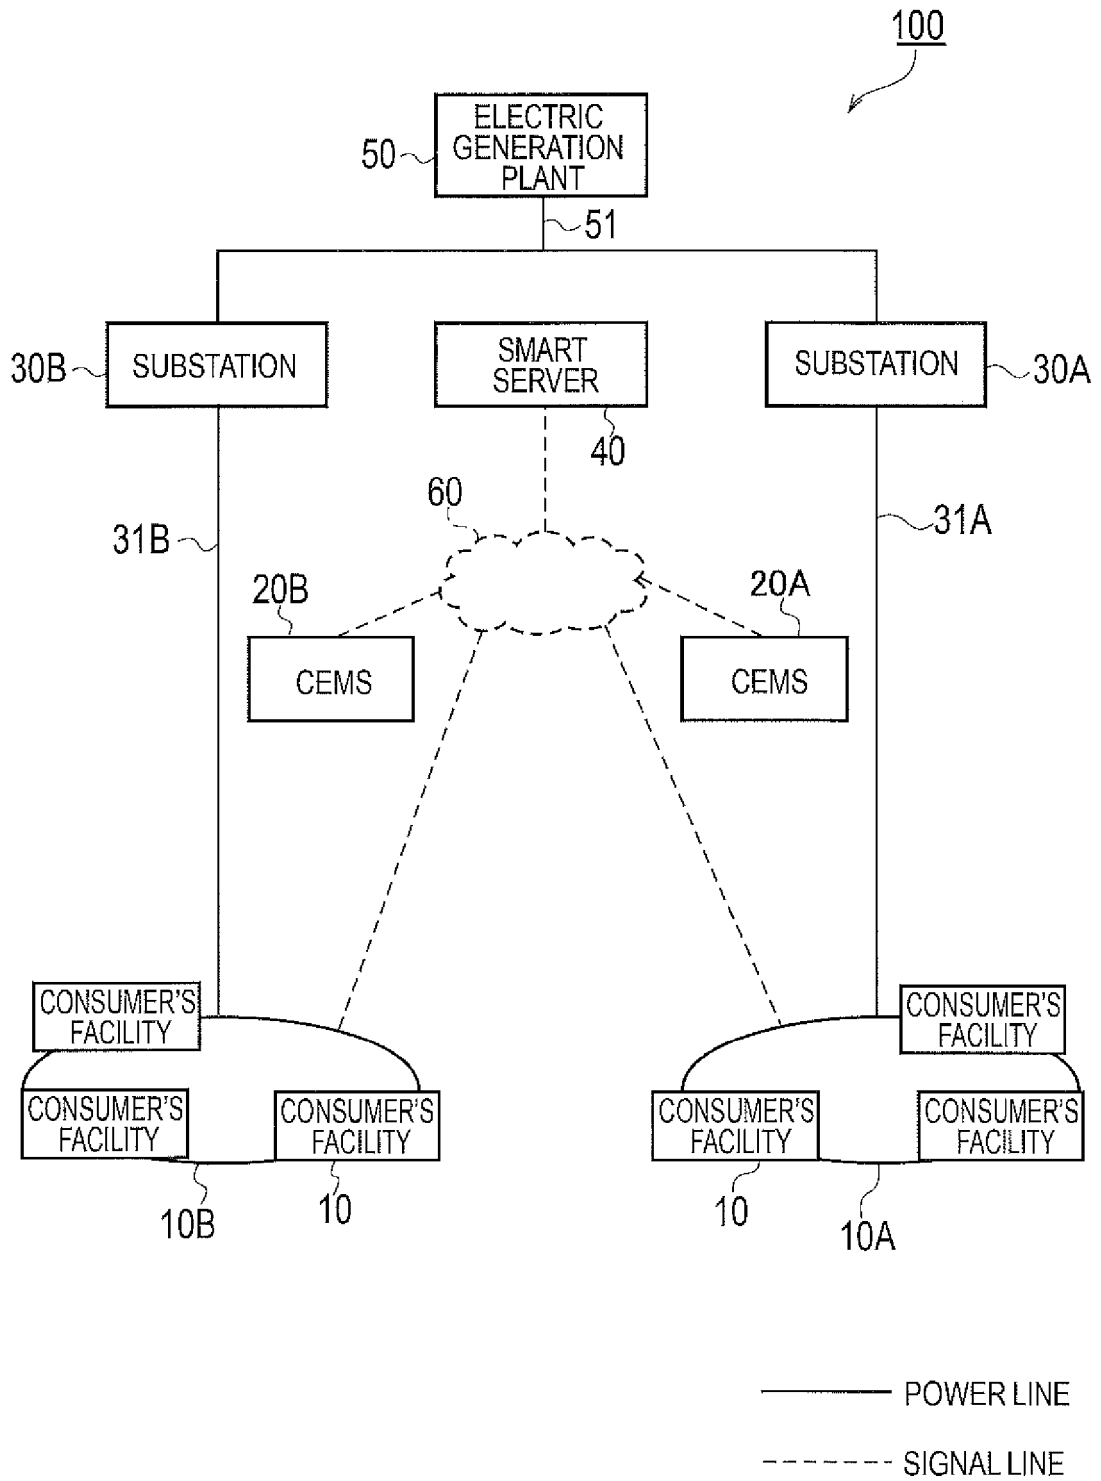 100
ELECTRIC
GENERATION
PLANT
50
51
SUBSTATION
30B
SMART
SERVER
40
SUBSTATION
30A
60
31B
31A
20B
CEMS
20A
CEMS
CONSUMER'S
FACILITY
CONSUMER'S
FACILITY
CONSUMER'S
FACILITY
10B
10
CONSUMER'S
FACILITY
CONSUMER'S
FACILITY
CONSUMER'S
FACILITY
10
10A
POWER LINE
SIGNAL LINE